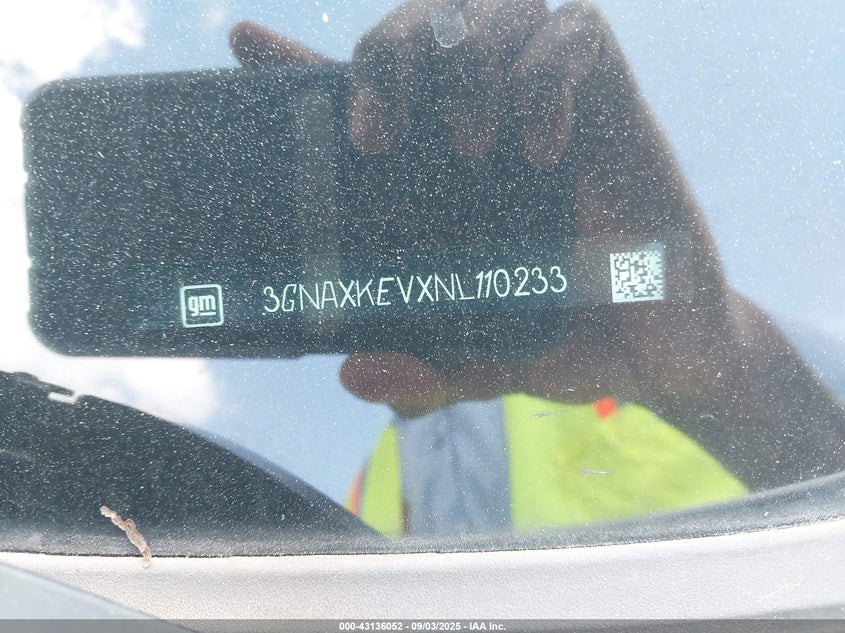 gm 3GNAXKEVXNL110233
000-43136052 - 09/03/2025 - IAA Inc.